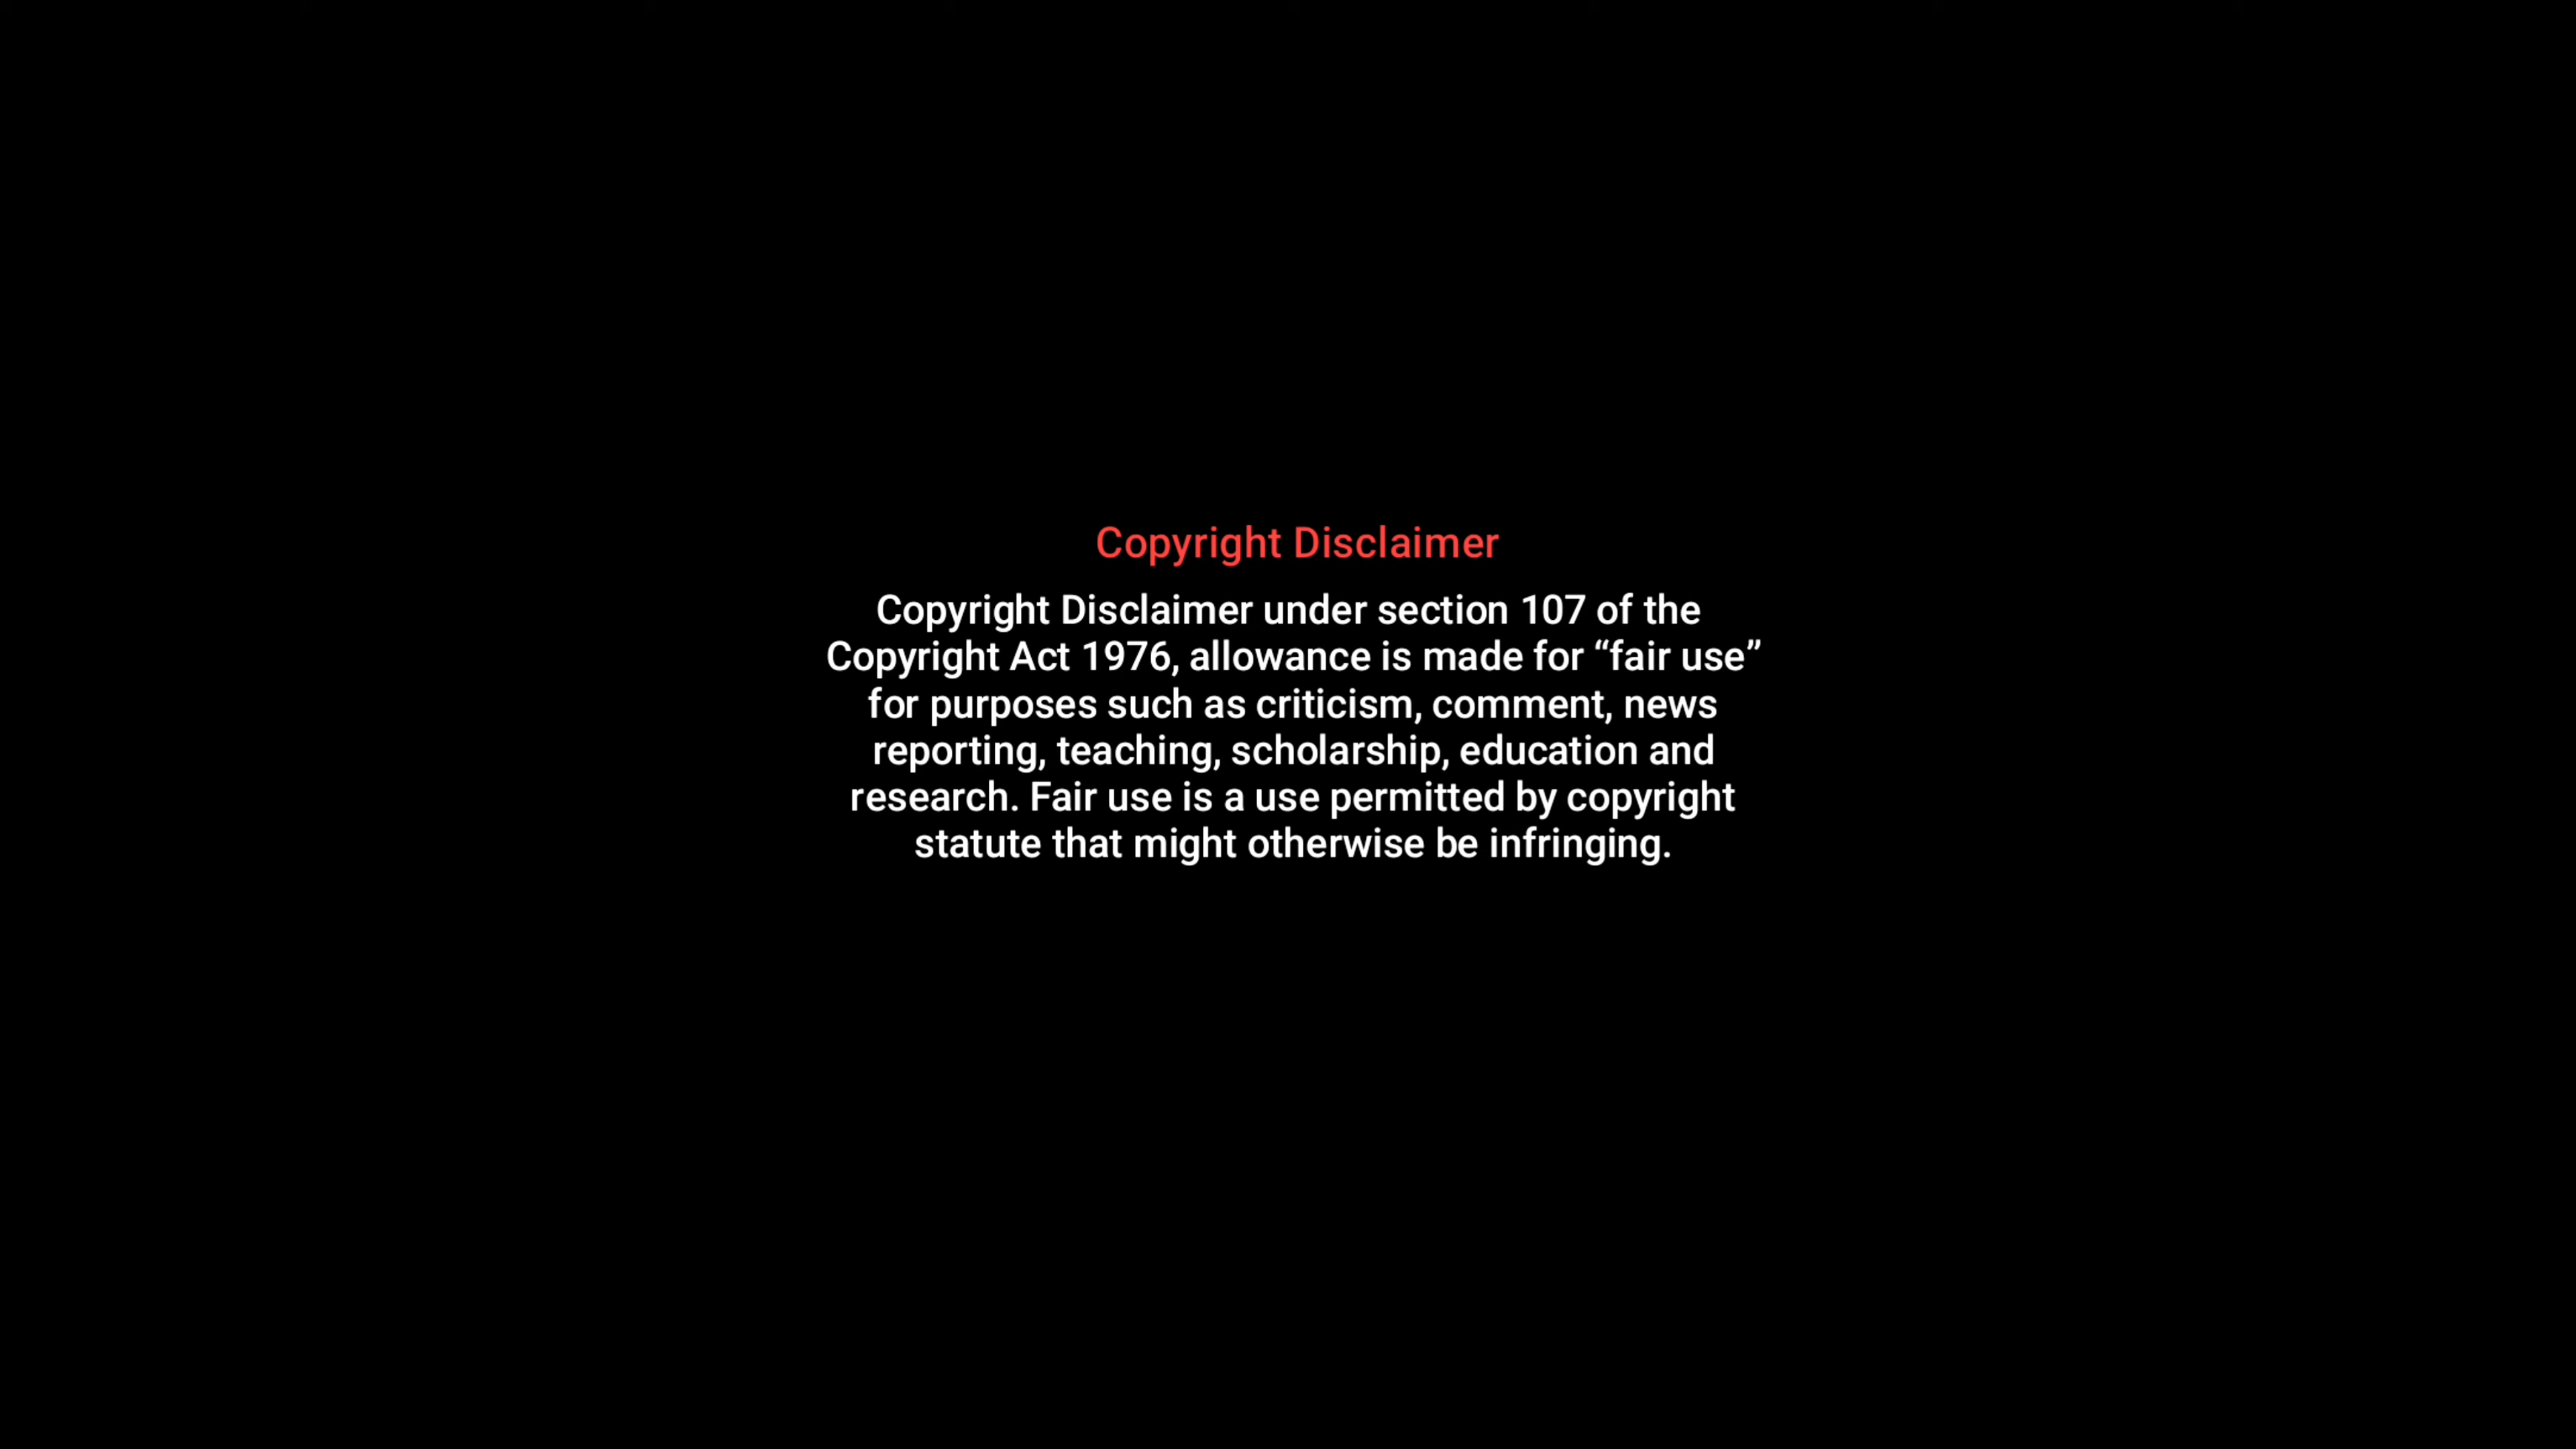 Copyright Disclaimer
Copyright Disclaimer under section 107 of the
Copyright Act 1976, allowance is made for “fair use”
for purposes such as criticism, comment, news
reporting, teaching, scholarship, education and
research. Fair use is a use permitted by copyright
statute that might otherwise be infringing.